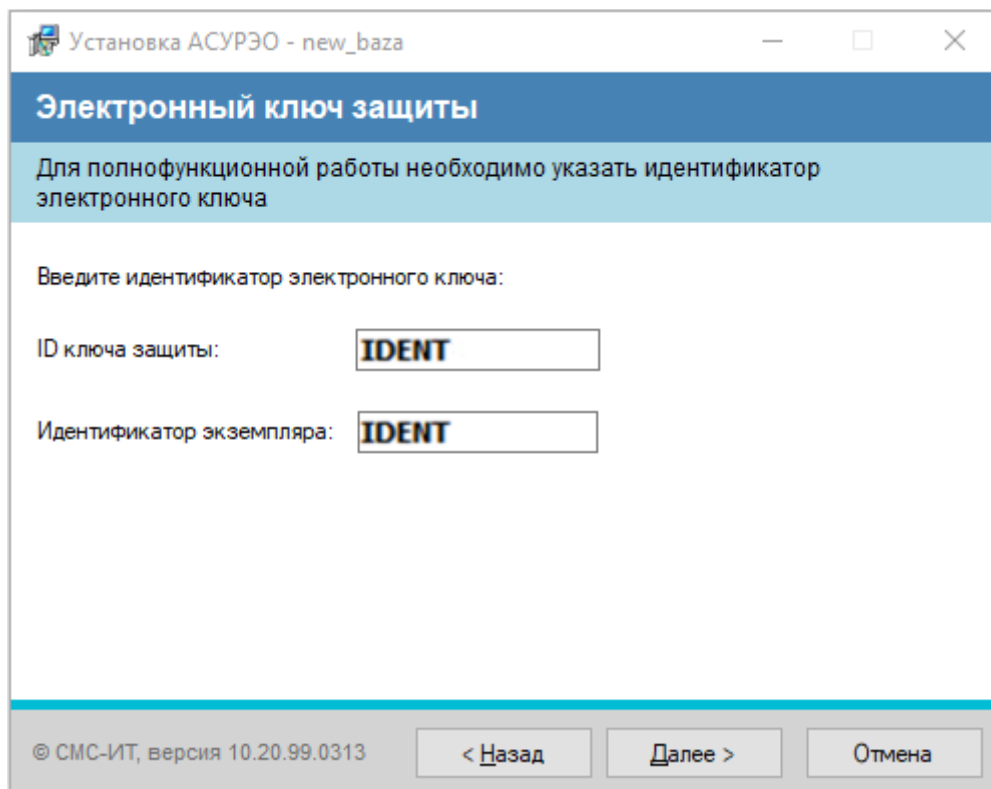 Установка АСУРЭО - new_baza
Электронный ключ защиты
Для полнофункционной работы необходимо указать идентификатор
электронного ключа
Введите идентификатор электронного ключа:
ID ключа защиты: IDENT
Идентификатор экземпляра: IDENT
© СМС-ИТ, версия 10.20.99.0313 < Назад Далее > Отмена